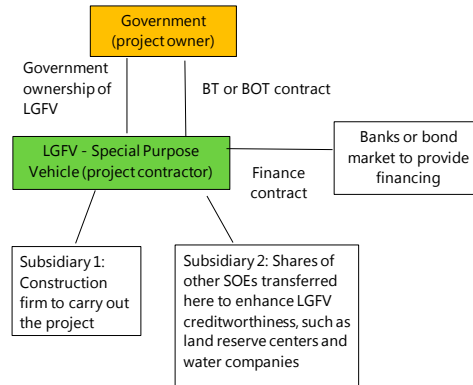 Government
(project owner)
Government
ownership of
LGFV
BT or BOT contract
LGFV - Special Purpose
Vehicle (project contractor)
Banks or bond
market to provide
financing
Finance
contract
Subsidiary 1:
Construction
firm to carry out
the project
Subsidiary 2: Shares of
other SOEs transferred
here to enhance LGFV
creditworthiness, such as
land reserve centers and
water companies